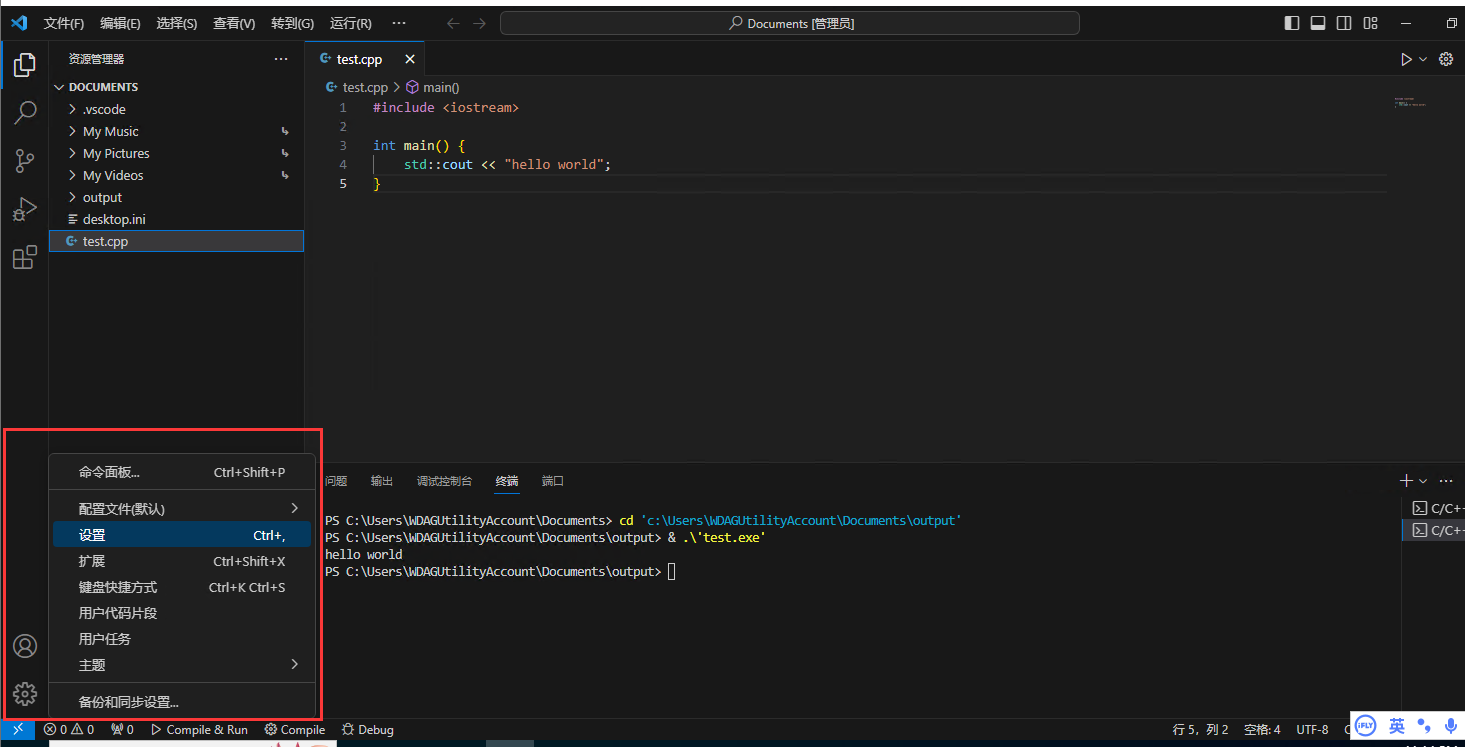 文件(F) 编辑(E) 选择(S) 查看(V) 转到(G) 运行(R) ··· Documents [管理员]
资源管理器 ···
DOCUMENTS
.vscode
My Music
My Pictures
My Videos
output
desktop.ini
test.cpp
test.cpp
test.cpp > main()
1 #include <iostream>
2
3 int main() {
4 std::cout << "hello world";
5 }
命令面板... Ctrl+Shift+P
配置文件(默认)
设置 Ctrl+,
扩展 Ctrl+Shift+X
键盘快捷方式 Ctrl+K Ctrl+S
用户代码片段
用户任务
主题
备份和同步设置...
问题 输出 调试控制台 终端 端口
PS C:\Users\WDAGUtilityAccount\Documents> cd 'c:\Users\WDAGUtilityAccount\Documents\output'
PS C:\Users\WDAGUtilityAccount\Documents\output> & .\'test.exe'
hello world
PS C:\Users\WDAGUtilityAccount\Documents\output>
C/C++
C/C++
0 0 0 Compile & Run Compile Debug
行 5，列 2 空格: 4 UTF-8
iFLY 英